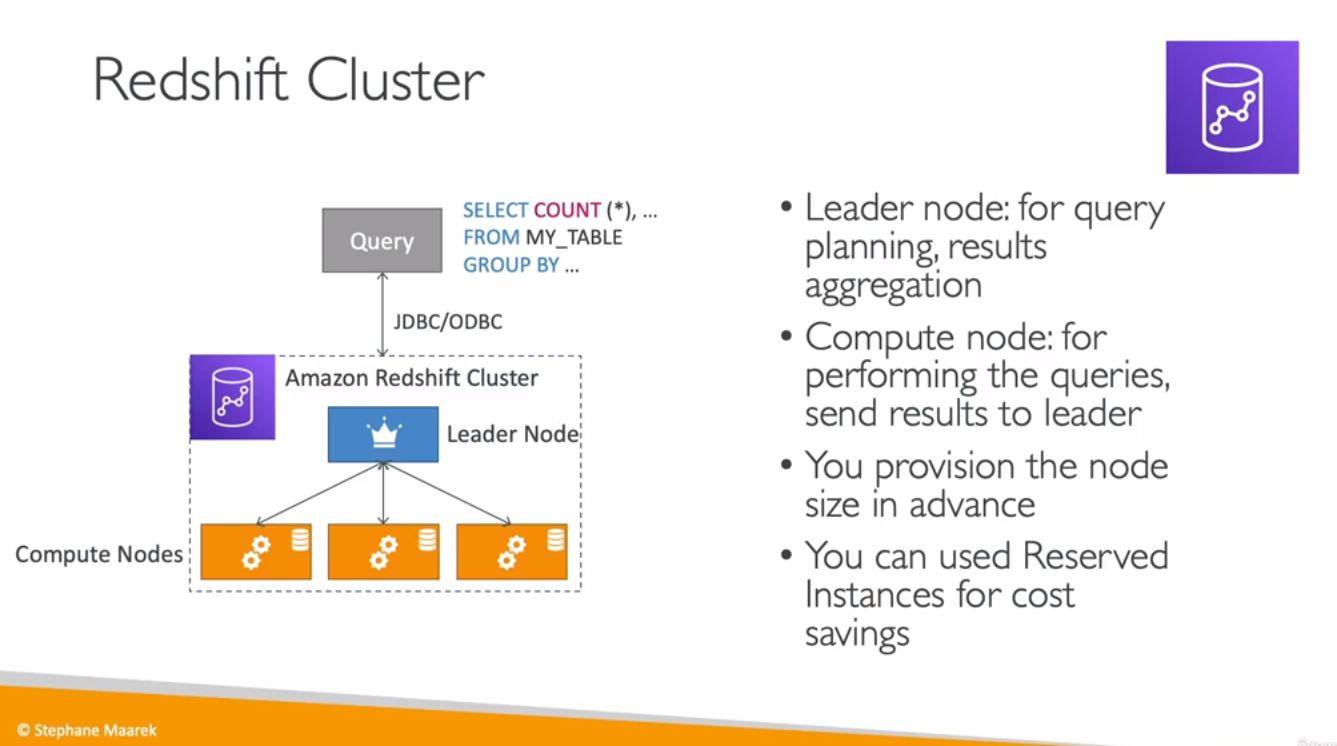 Redshift Cluster
SELECT COUNT (*), ...
FROM MY_TABLE
GROUP BY ...
Query
JDBC/ODBC
Amazon Redshift Cluster
Leader Node
Compute Nodes
• Leader node: for query
planning, results
aggregation
• Compute node: for
performing the queries,
send results to leader
• You provision the node
size in advance
• You can used Reserved
Instances for cost
savings
© Stephane Maarek